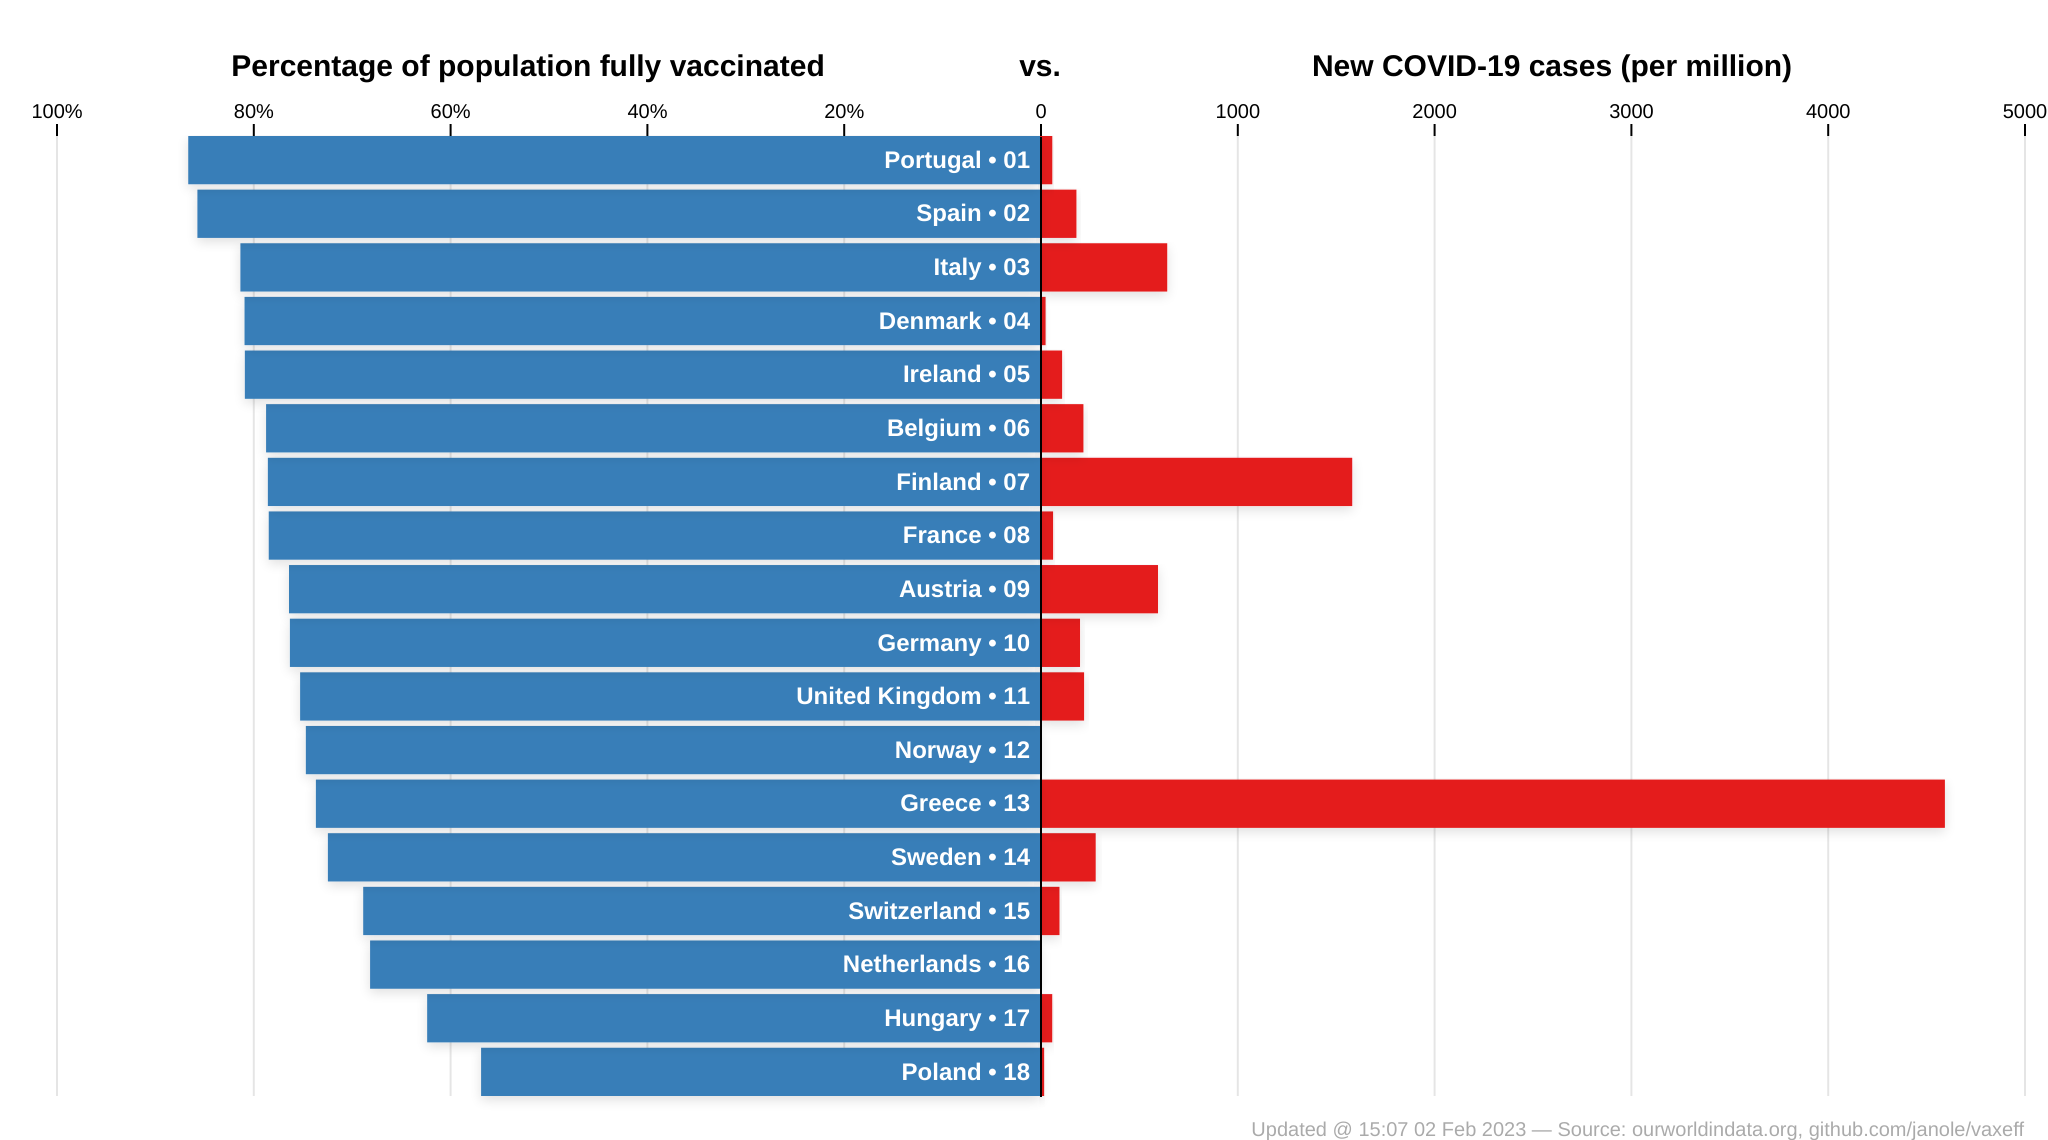 Percentage of population fully vaccinated vs. New COVID-19 cases (per million)
100% 80% 60% 40% 20% 0 1000 2000 3000 4000 5000
Portugal • 01
Spain • 02
Italy • 03
Denmark • 04
Ireland • 05
Belgium • 06
Finland • 07
France • 08
Austria • 09
Germany • 10
United Kingdom • 11
Norway • 12
Greece • 13
Sweden • 14
Switzerland • 15
Netherlands • 16
Hungary • 17
Poland • 18
Updated @ 15:07 02 Feb 2023 — Source: ourworldindata.org, github.com/janole/vaxeff